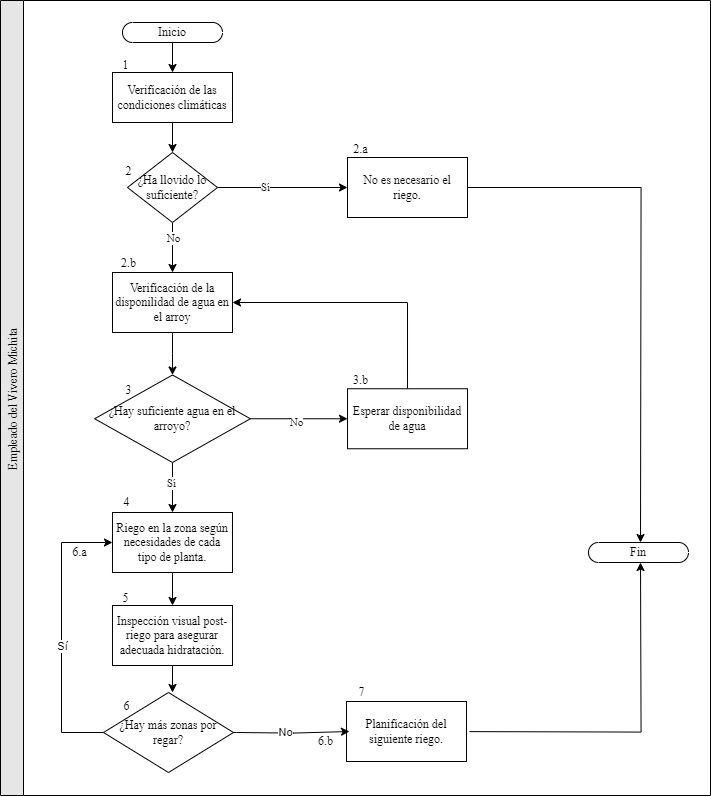 Empleado del Vivero Michita
Inicio
1
Verificación de las
condiciones climáticas
2
¿Ha llovido lo
suficiente?
Sí
2.a
No es necesario el
riego.
No
2.b
Verificación de la
disponilidad de agua en
el arroy
3
¿Hay suficiente agua en el
arroyo?
No
3.b
Esperar disponibilidad
de agua
Sí
4
Riego en la zona según
necesidades de cada
tipo de planta.
6.a
Fin
5
Inspección visual post-
riego para asegurar
adecuada hidratación.
Sí
6
¿Hay más zonas por
regar?
No
6.b
7
Planificación del
siguiente riego.